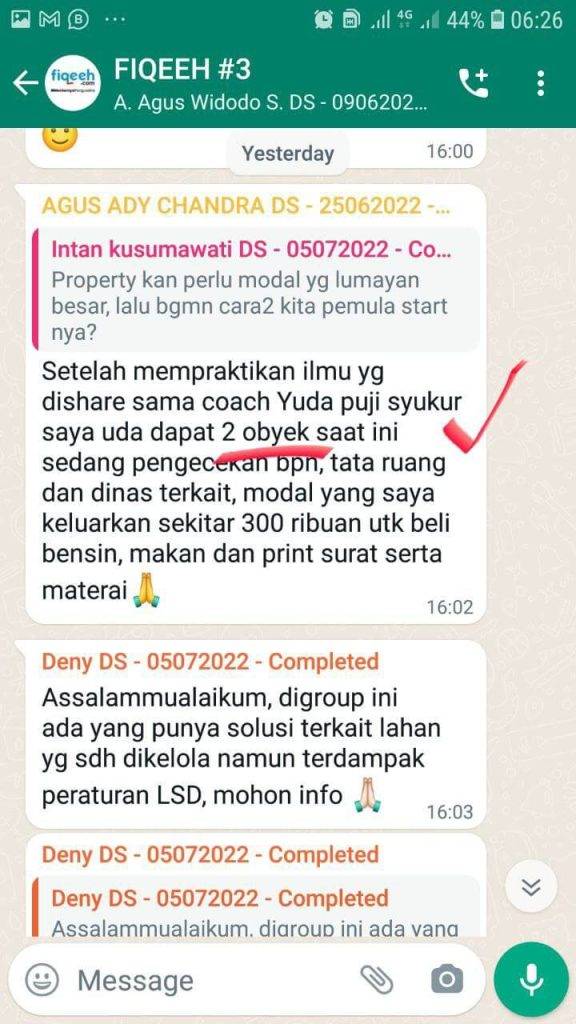 4G 44% 06:26
fiqeeh
.com
FIQEEH #3
A. Agus Widodo S. DS - 0906202...
Yesterday
16:00
AGUS ADY CHANDRA DS - 25062022 -...
Intan kusumawati DS - 05072022 - Co...
Property kan perlu modal yg lumayan
besar, lalu bgmn cara2 kita pemula start
nya?
Setelah mempraktikan ilmu yg
dishare sama coach Yuda puji syukur
saya uda dapat 2 obyek saat ini
sedang pengecekan bpn, tata ruang
dan dinas terkait, modal yang saya
keluarkan sekitar 300 ribuan utk beli
bensin, makan dan print surat serta
materai
16:02
Deny DS - 05072022 - Completed
Assalammualaikum, digroup ini
ada yang punya solusi terkait lahan
yg sdh dikelola namun terdampak
peraturan LSD, mohon info
16:03
Deny DS - 05072022 - Completed
Deny DS - 05072022 - Completed
Assalammualaikum, digroup ini ada yang
Message